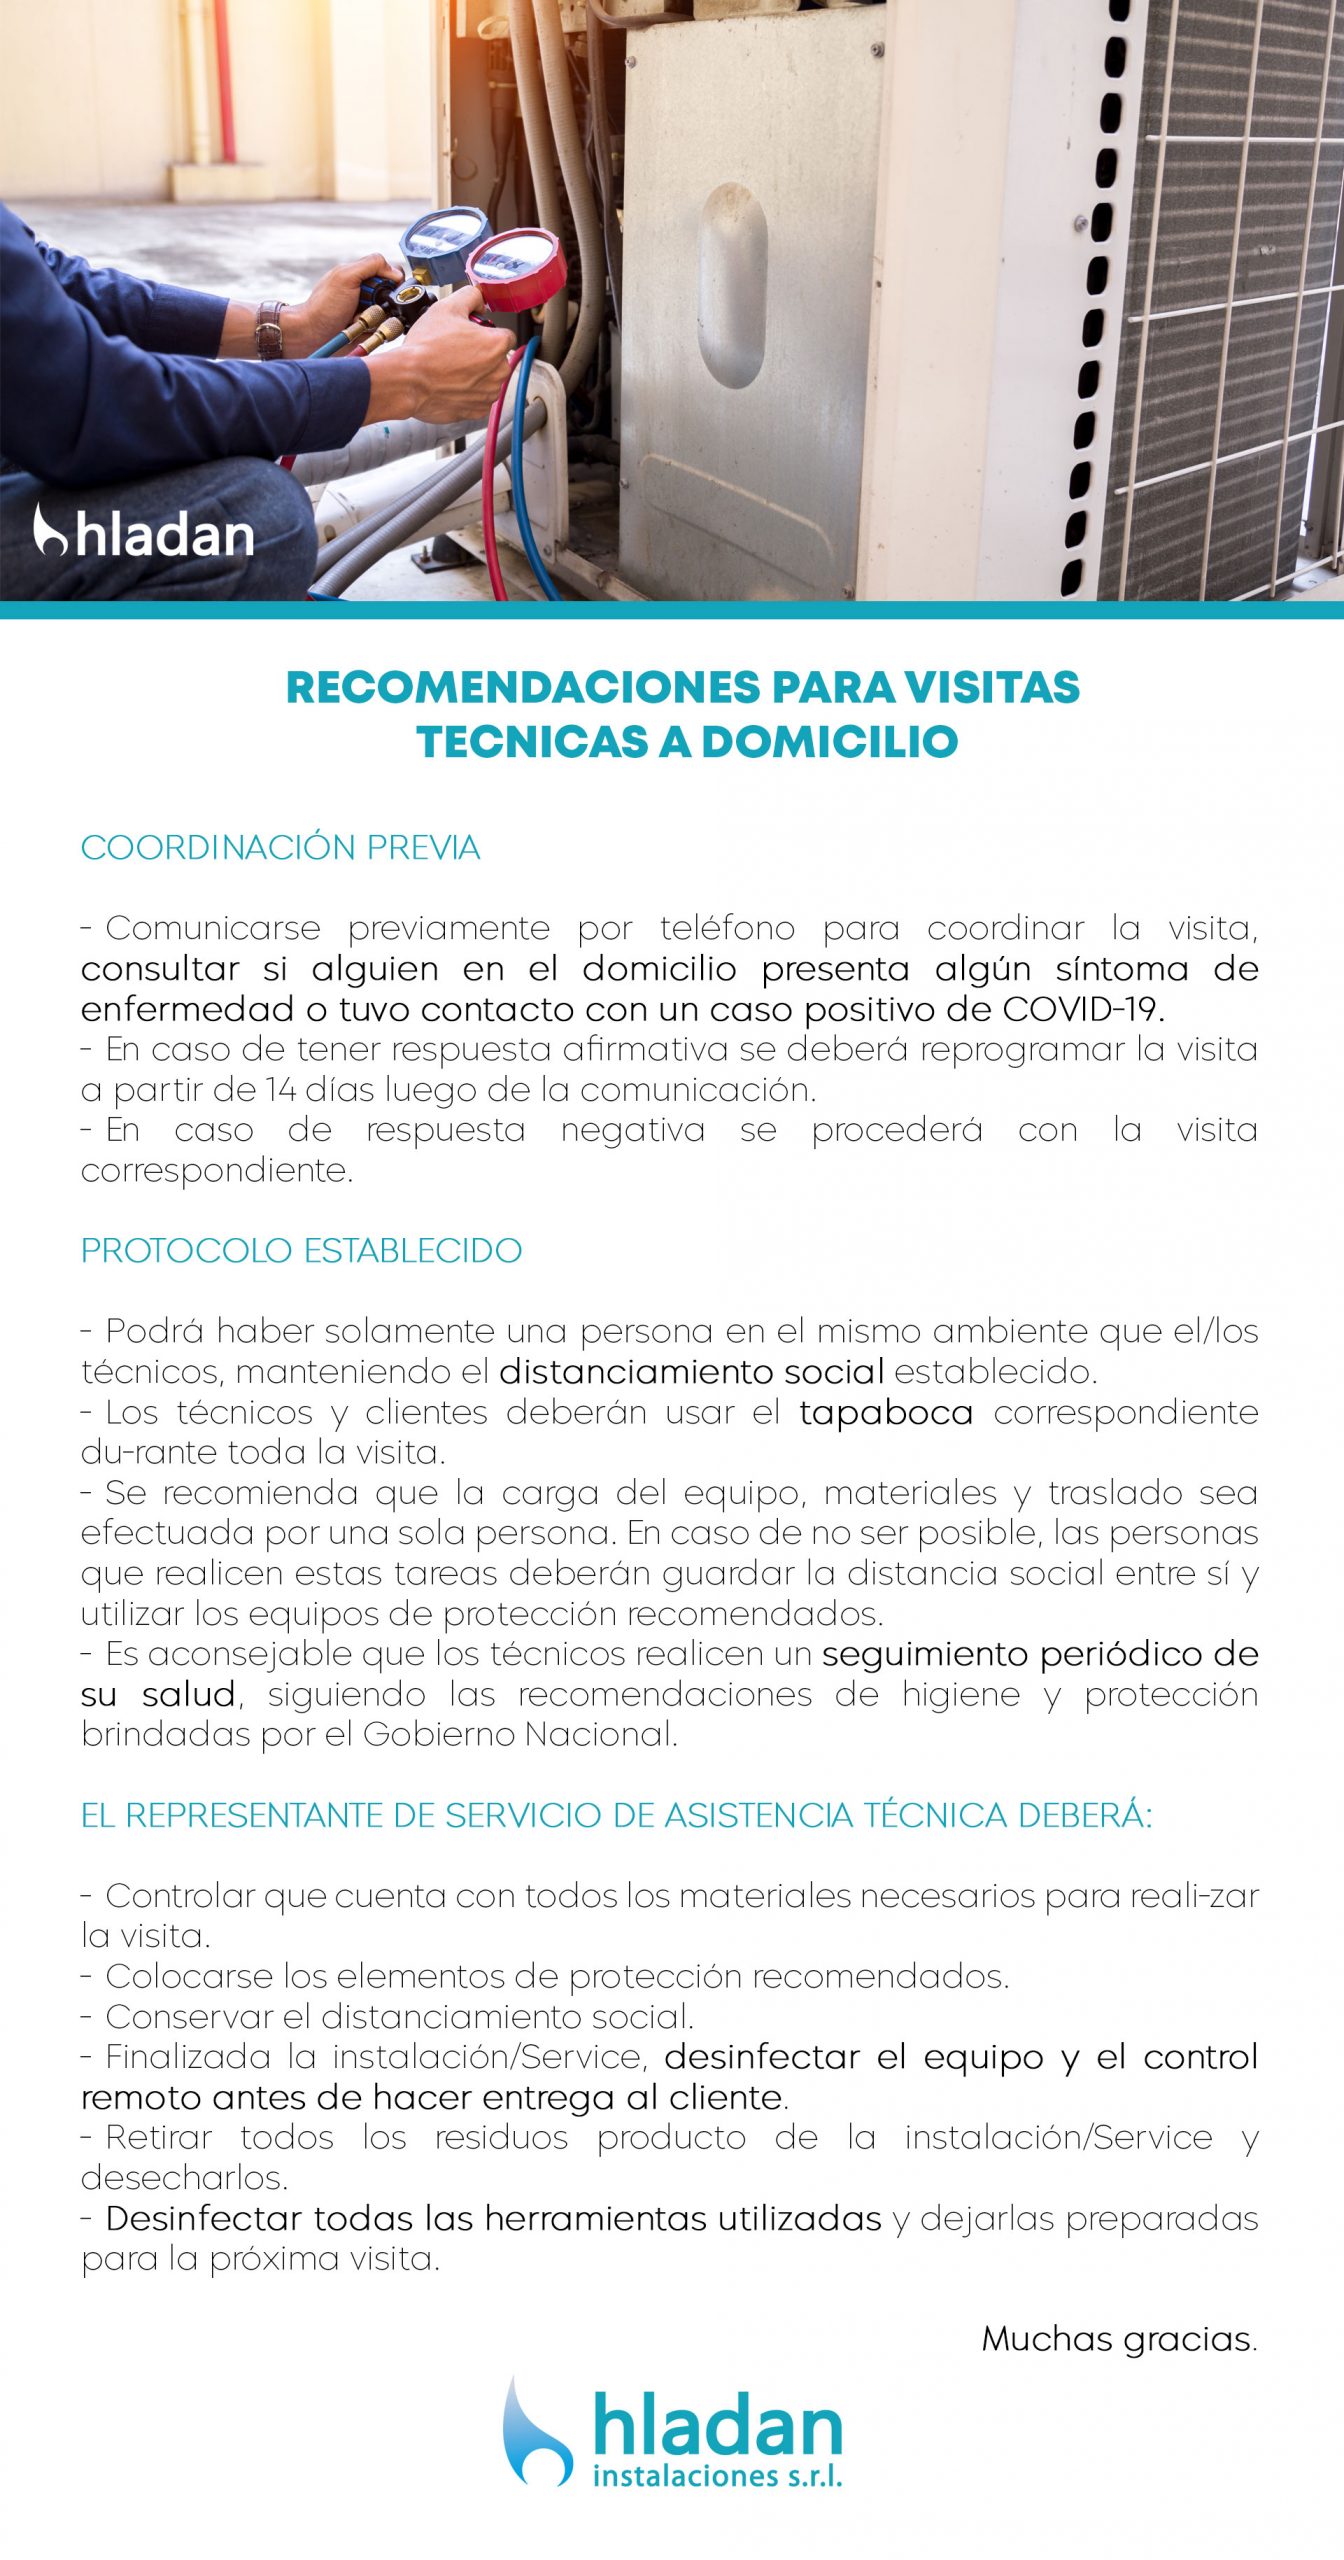 hladan
RECOMENDACIONES PARA VISITAS
TECNICAS A DOMICILIO
COORDINACIÓN PREVIA
- Comunicarse previamente por teléfono para coordinar la visita,
consultar si alguien en el domicilio presenta algún síntoma de
enfermedad o tuvo contacto con un caso positivo de COVID-19.
- En caso de tener respuesta afirmativa se deberá reprogramar la visita
a partir de 14 días luego de la comunicación.
- En caso de respuesta negativa se procederá con la visita
correspondiente.
PROTOCOLO ESTABLECIDO
- Podrá haber solamente una persona en el mismo ambiente que el/los
técnicos, manteniendo el distanciamiento social establecido.
- Los técnicos y clientes deberán usar el tapaboca correspondiente
du-rante toda la visita.
- Se recomienda que la carga del equipo, materiales y traslado sea
efectuada por una sola persona. En caso de no ser posible, las personas
que realicen estas tareas deberán guardar la distancia social entre sí y
utilizar los equipos de protección recomendados.
- Es aconsejable que los técnicos realicen un seguimiento periódico de
su salud, siguiendo las recomendaciones de higiene y protección
brindadas por el Gobierno Nacional.
EL REPRESENTANTE DE SERVICIO DE ASISTENCIA TÉCNICA DEBERÁ:
- Controlar que cuenta con todos los materiales necesarios para reali-zar
la visita.
- Colocarse los elementos de protección recomendados.
- Conservar el distanciamiento social.
- Finalizada la instalación/Service, desinfectar el equipo y el control
remoto antes de hacer entrega al cliente.
- Retirar todos los residuos producto de la instalación/Service y
desecharlos.
- Desinfectar todas las herramientas utilizadas y dejarlas preparadas
para la próxima visita.
Muchas gracias.
hladan
instalaciones s.r.l.